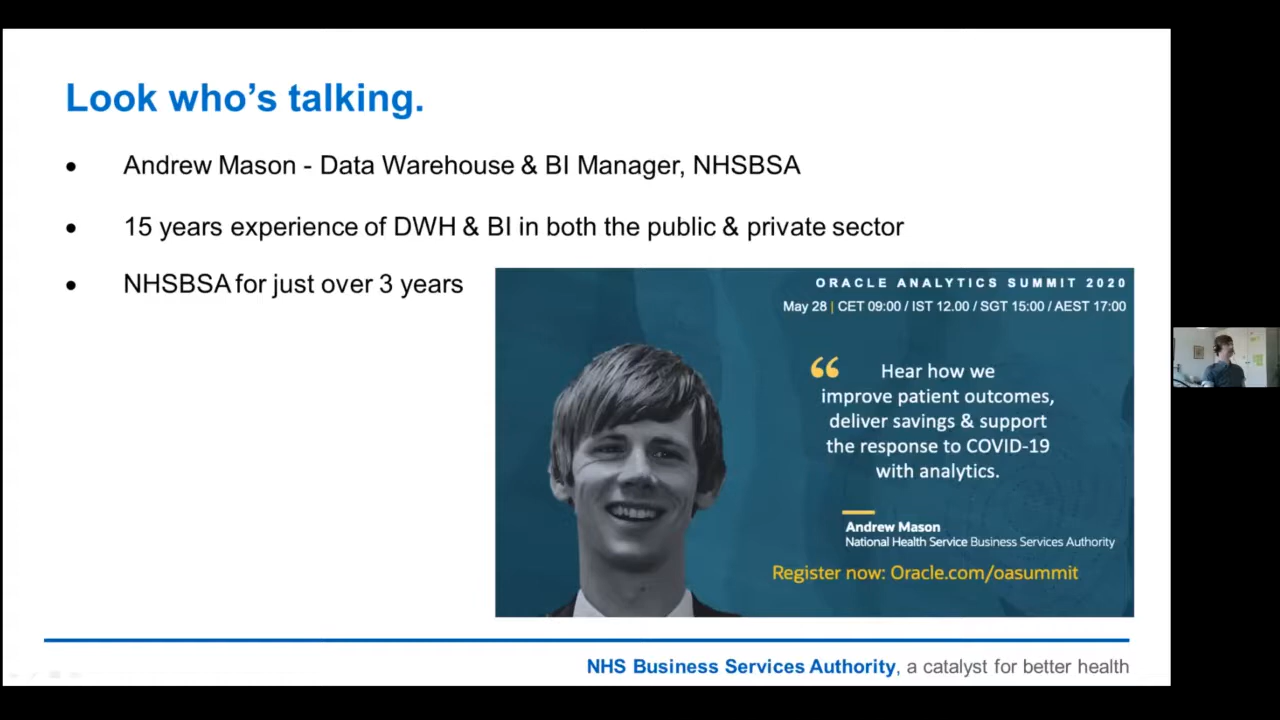 Look who's talking.
• Andrew Mason - Data Warehouse & BI Manager, NHSBSA
• 15 years experience of DWH & BI in both the public & private sector
• NHSBSA for just over 3 years
ORACLE ANALYTICS SUMMIT 2020
May 28 | CET 09:00 / IST 12.00 / SGT 15:00 / AEST 17:00
“ Hear how we
improve patient outcomes,
deliver savings & support
the response to COVID-19
with analytics.
Andrew Mason
National Health Service Business Services Authority
Register now: Oracle.com/oasummit
NHS Business Services Authority, a catalyst for better health